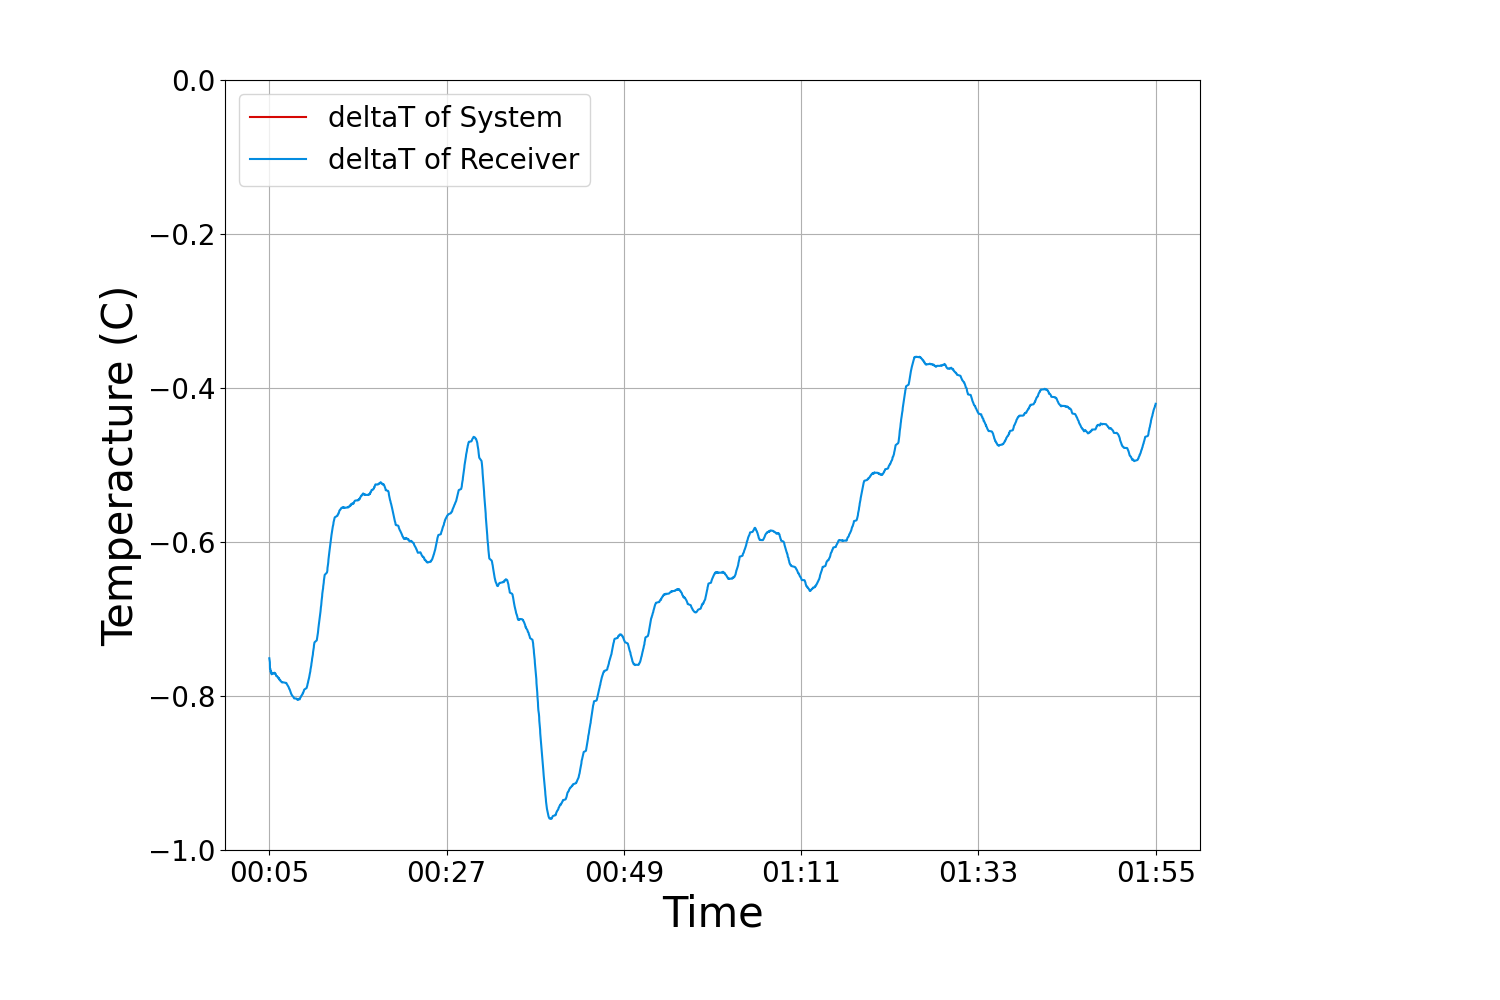 deltaT of System
deltaT of Receiver
Temperacture (C)
0.0
−0.2
−0.4
−0.6
−0.8
−1.0
00:05 00:27 00:49 01:11 01:33 01:55
Time